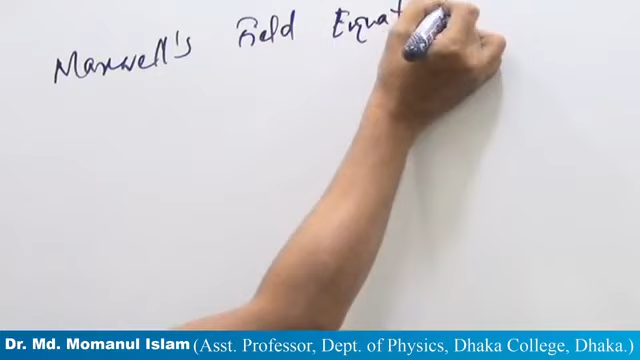 Maxwell's Field Equat
Dr. Md. Momanul Islam (Asst. Professor, Dept. of Physics, Dhaka College, Dhaka.)